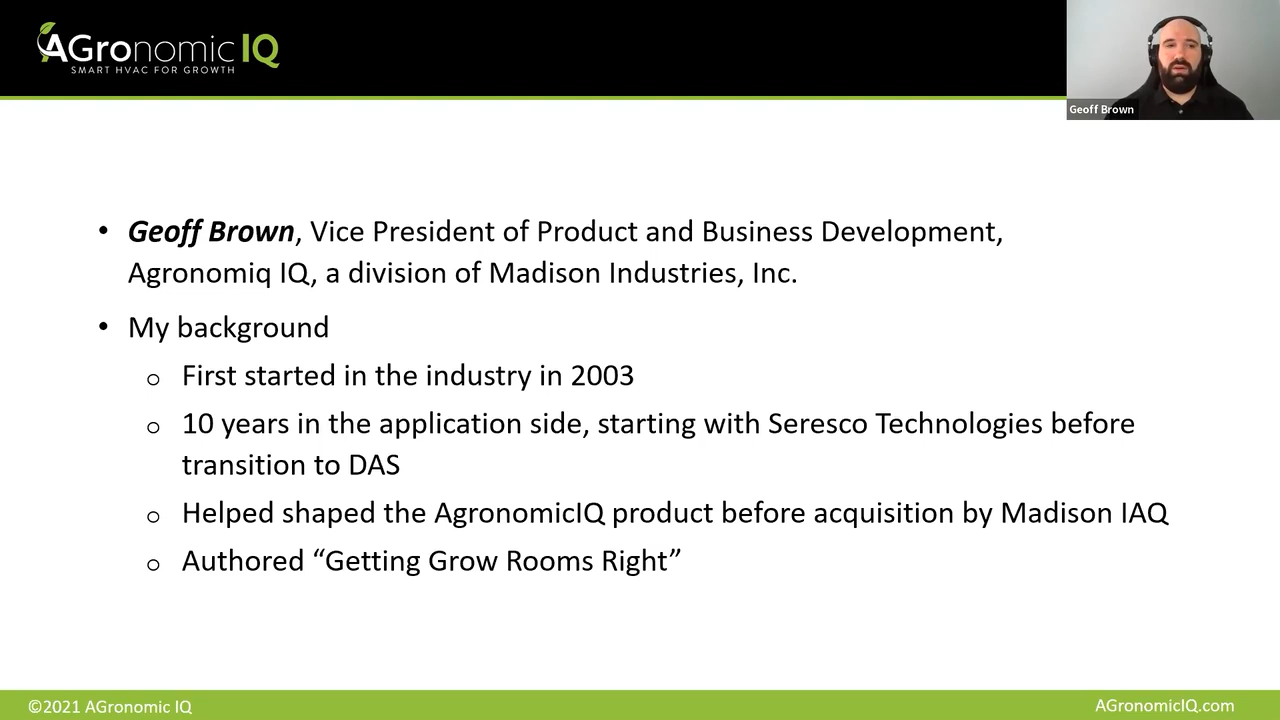 AGronomic IQ
SMART HVAC FOR GROWTH
Geoff Brown
• Geoff Brown, Vice President of Product and Business Development,
Agronomiq IQ, a division of Madison Industries, Inc.
• My background
o First started in the industry in 2003
o 10 years in the application side, starting with Seresco Technologies before
transition to DAS
o Helped shaped the AgronomicIQ product before acquisition by Madison IAQ
o Authored “Getting Grow Rooms Right”
©2021 AGronomic IQ
AGronomicIQ.com